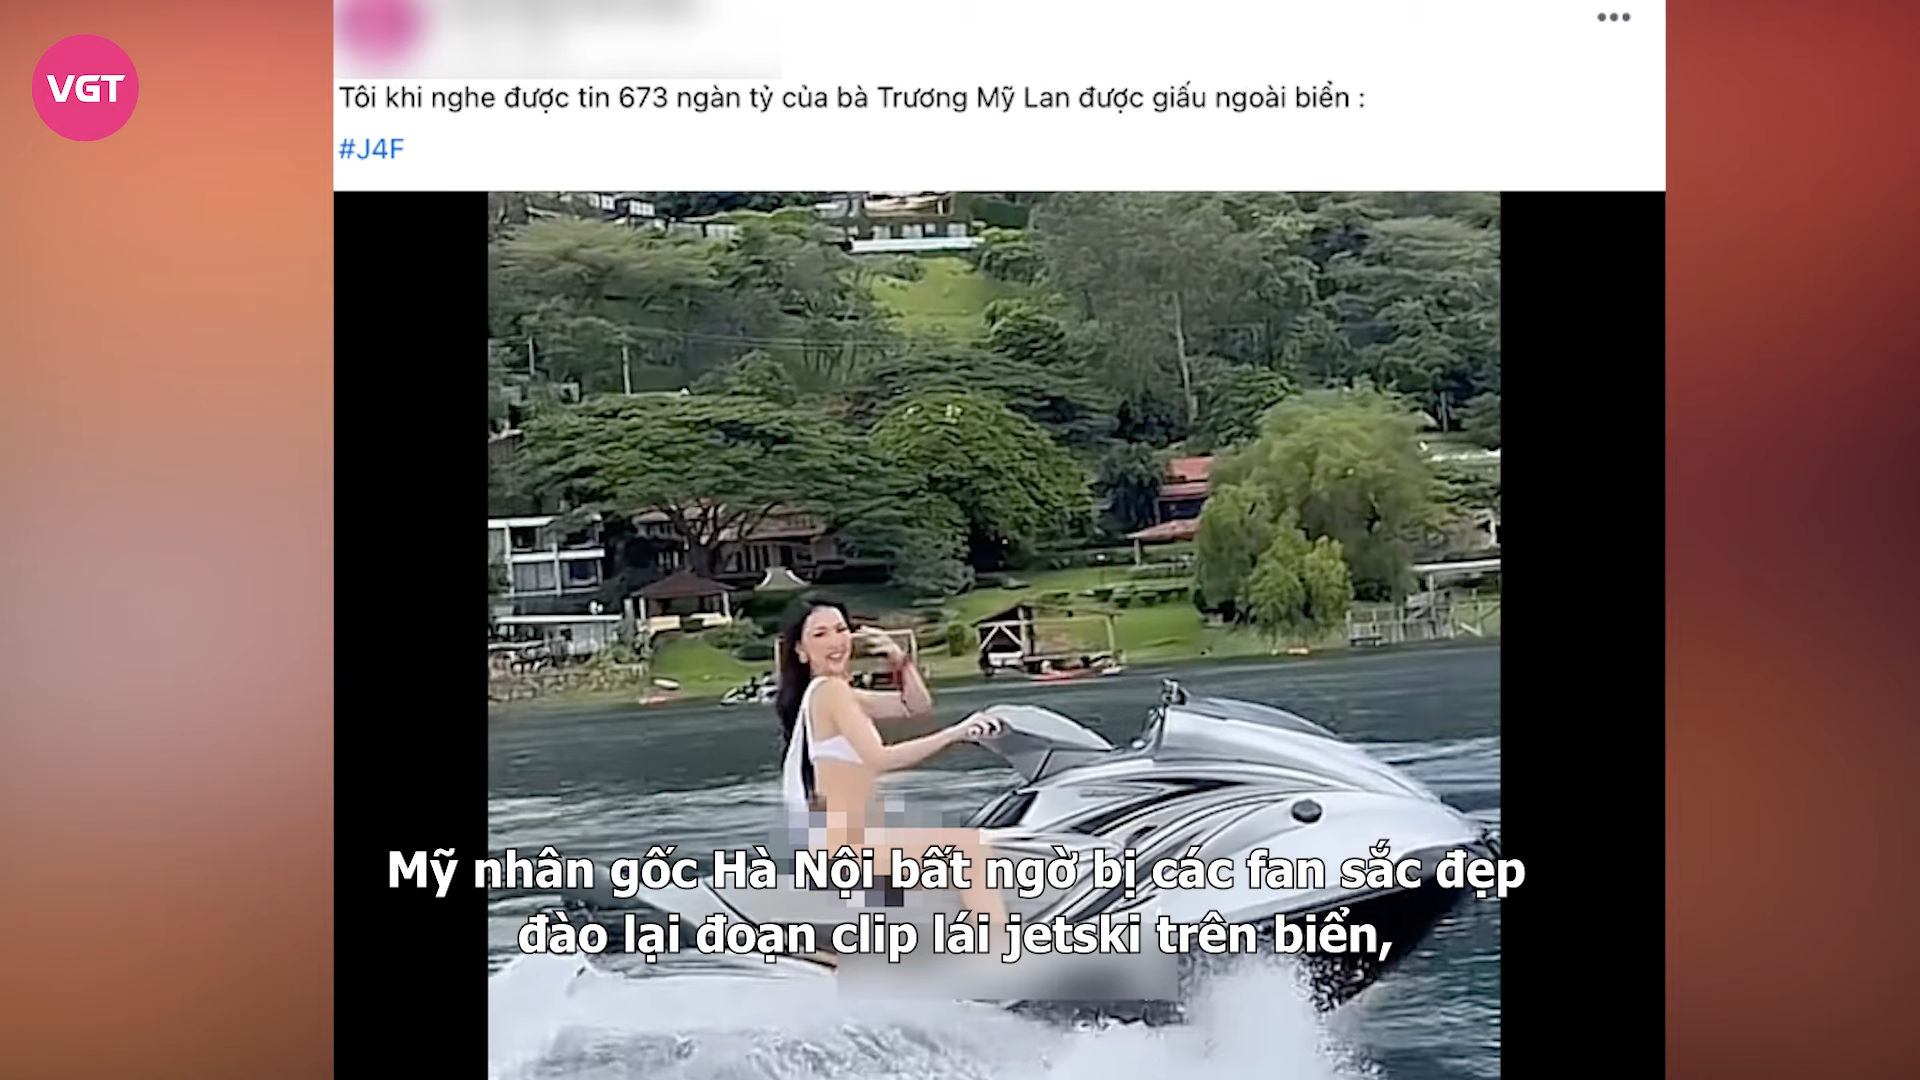 VGT
Tôi khi nghe được tin 673 ngàn tỷ của bà Trương Mỹ Lan được giấu ngoài biển :
#J4F
Mỹ nhân gốc Hà Nội bất ngờ bị các fan sắc đẹp
đào lại đoạn clip lái jetski trên biển,